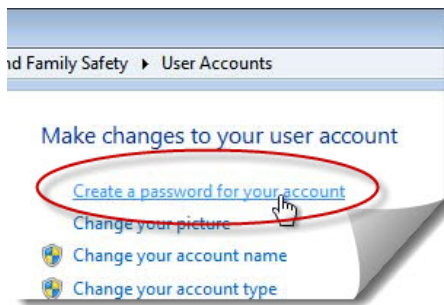 nd Family Safety ▸ User Accounts
Make changes to your user account
Create a password for your account
Change your picture
Change your account name
Change your account type